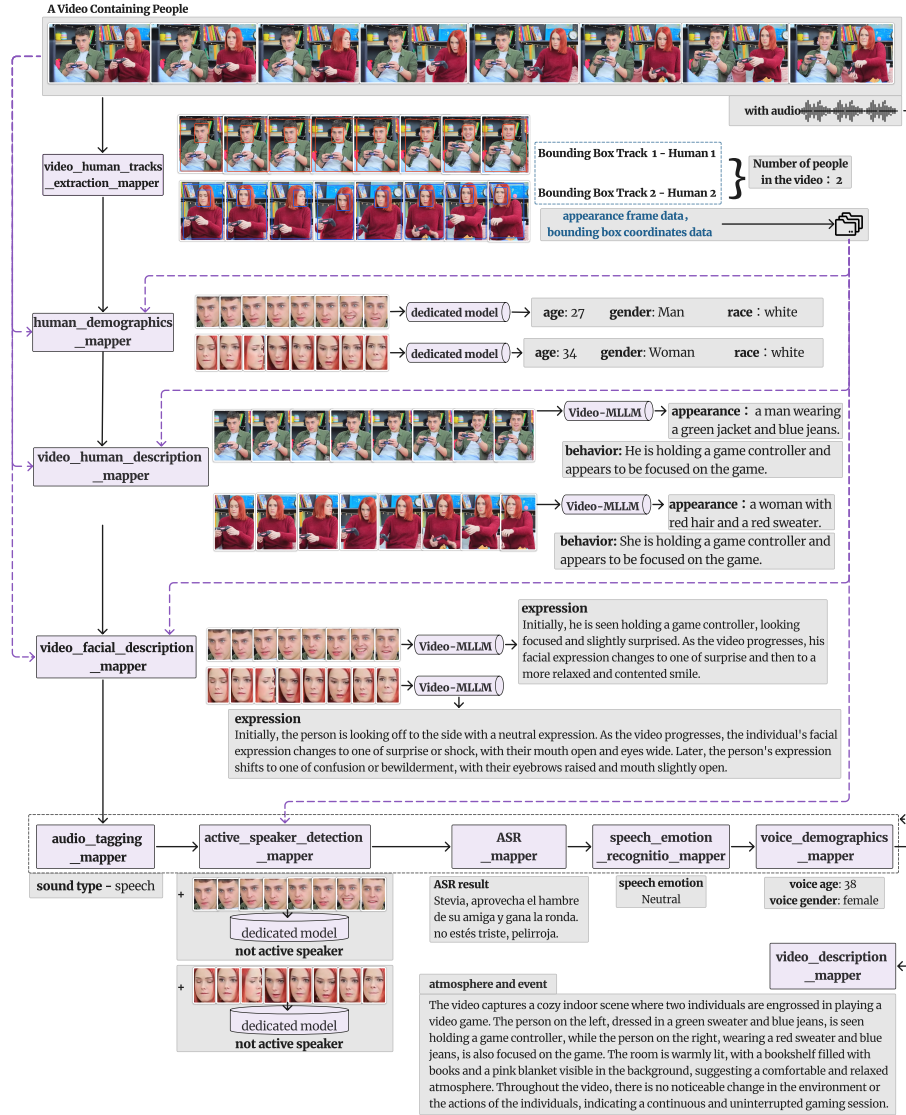 A Video Containing People
with audio
video_human_tracks
_extraction_mapper
Bounding Box Track 1 - Human 1
Bounding Box Track 2 - Human 2
Number of people
in the video： 2
appearance frame data,
bounding box coordinates data
human_demographics
_mapper
dedicated model
age: 27 gender: Man race：white
dedicated model
age: 34 gender: Woman race：white
video_human_description
_mapper
Video-MLLM
appearance： a man wearing
a green jacket and blue jeans.
behavior: He is holding a game controller and
appears to be focused on the game.
Video-MLLM
appearance：a woman with
red hair and a red sweater.
behavior: She is holding a game controller and
appears to be focused on the game.
video_facial_description
_mapper
Video-MLLM
expression
Initially, he is seen holding a game controller, looking
focused and slightly surprised. As the video progresses, his
facial expression changes to one of surprise and then to a
more relaxed and contented smile.
Video-MLLM
expression
Initially, the person is looking off to the side with a neutral expression. As the video progresses, the individual's facial
expression changes to one of surprise or shock, with their mouth open and eyes wide. Later, the person's expression
shifts to one of confusion or bewilderment, with their eyebrows raised and mouth slightly open.
audio_tagging
_mapper
active_speaker_detection
_mapper
ASR
_mapper
speech_emotion
_recognitio_mapper
voice_demographics
_mapper
sound type - speech
+
dedicated model
not active speaker
+
dedicated model
not active speaker
ASR result
Stevia, aprovecha el hambre
de su amiga y gana la ronda.
no estés triste, pelirroja.
speech emotion
Neutral
voice age: 38
voice gender: female
video_description
_mapper
atmosphere and event
The video captures a cozy indoor scene where two individuals are engrossed in playing a
video game. The person on the left, dressed in a green sweater and blue jeans, is seen
holding a game controller, while the person on the right, wearing a red sweater and blue
jeans, is also focused on the game. The room is warmly lit, with a bookshelf filled with
books and a pink blanket visible in the background, suggesting a comfortable and relaxed
atmosphere. Throughout the video, there is no noticeable change in the environment or
the actions of the individuals, indicating a continuous and uninterrupted gaming session.